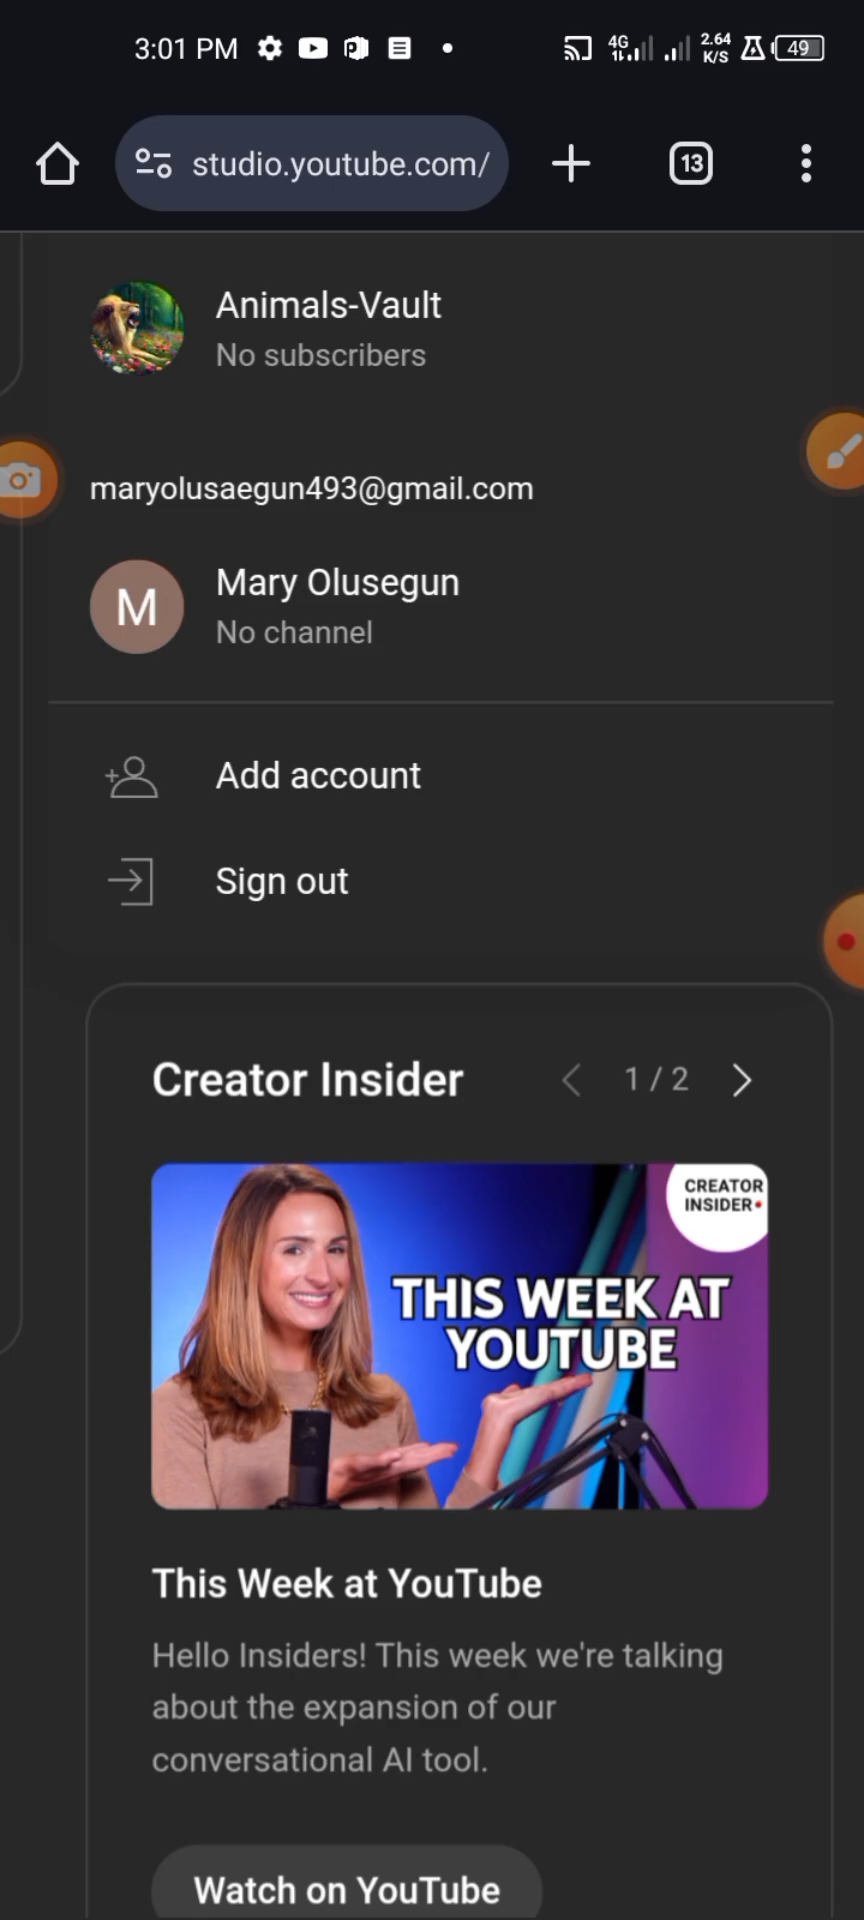 3:01 PM 4G 2.64 K/S 49
studio.youtube.com/ 13
Animals-Vault
No subscribers
maryolusaegun493@gmail.com
M
Mary Olusegun
No channel
Add account
Sign out
Creator Insider 1 / 2
CREATOR
INSIDER
THIS WEEK AT
YOUTUBE
This Week at YouTube
Hello Insiders! This week we're talking
about the expansion of our
conversational AI tool.
Watch on YouTube